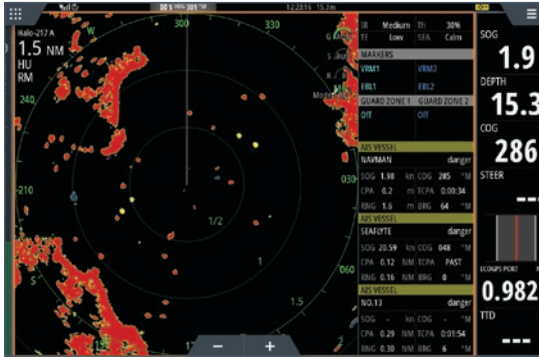 HDG 301 °M 12:23:16 15.3m
Halo-217 A
1.5 NM
HU
RM
W
300
240
210
030
060
S
1/2
1
1.5
IR Medium Th 30%
TE Low SEA Calm
MARKERS
VRM1 VRM2
EBL1 EBL2
GUARD ZONE 1 GUARD ZONE 2
Off Off
AIS VESSEL
NAVMAN danger
SOG 1.98 kn COG 285 °M
CPA 0.2 m TCPA 0:00:34
RNG 1.6 m BRG 64 °M
AIS VESSEL
SEAFLYTE danger
SOG 20.59 kn COG 048 °M
CPA 0.12 NM TCPA PAST
RNG 0.16 NM BRG 0 °M
AIS VESSEL
NO.13 danger
SOG - kn COG - °M
CPA 0.29 NM TCPA 0:01:54
RNG 0.30 NM BRG 6 °M
SOG
1.9
DEPTH
15.3
COG
286
STEER
---
0.982
TTD
---
− +